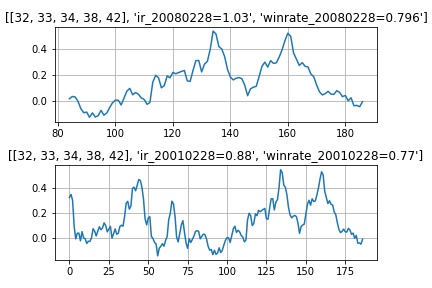 [[32, 33, 34, 38, 42], 'ir_20080228=1.03', 'winrate_20080228=0.796']
0.4
0.2
0.0
80 100 120 140 160 180
[[32, 33, 34, 38, 42], 'ir_20010228=0.88', 'winrate_20010228=0.77']
0.4
0.2
0.0
0 25 50 75 100 125 150 175